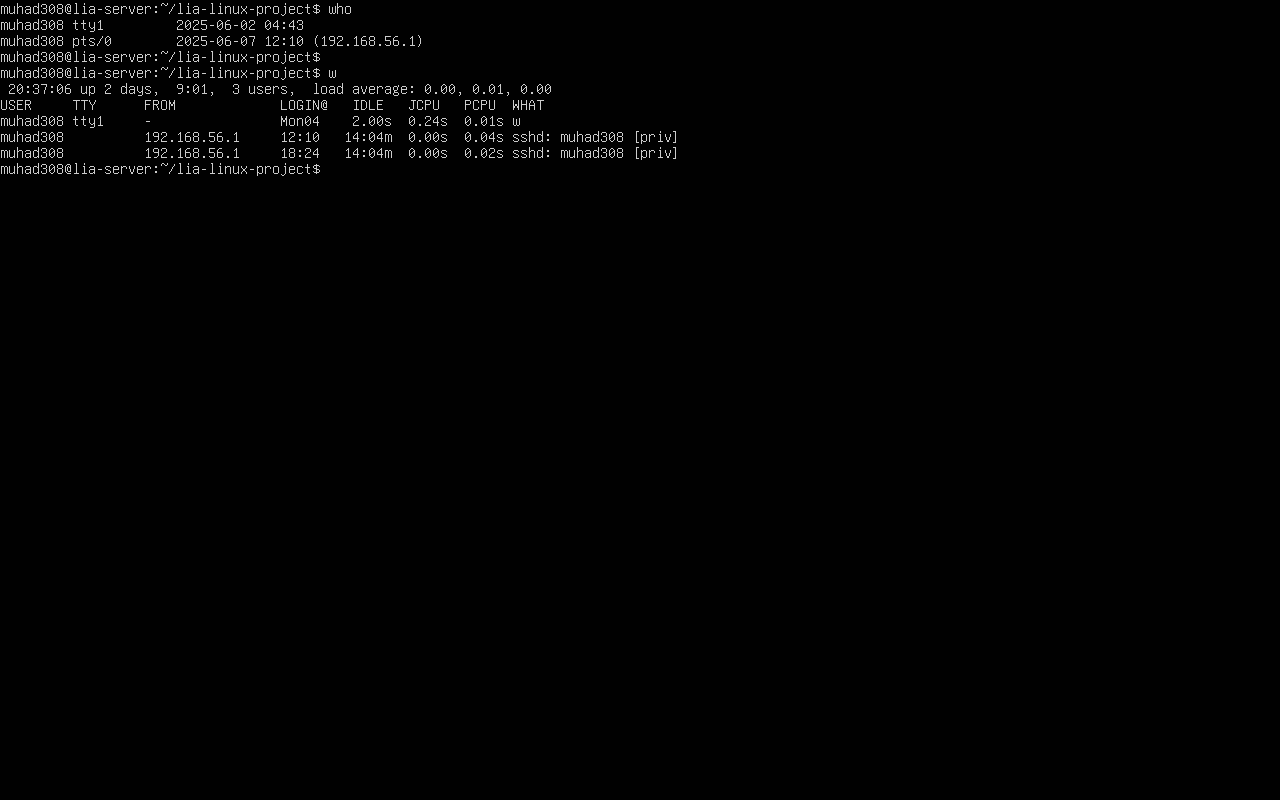 muhad308@lia-server:~/lia-linux-project$ who
muhad308 tty1         2025-06-02 04:43
muhad308 pts/0        2025-06-07 12:10 (192.168.56.1)
muhad308@lia-server:~/lia-linux-project$
muhad308@lia-server:~/lia-linux-project$ w
 20:37:06 up 2 days,  9:01,  3 users,  load average: 0.00, 0.01, 0.00
USER     TTY      FROM             LOGIN@   IDLE   JCPU   PCPU  WHAT
muhad308 tty1     -                Mon04    2.00s  0.24s  0.01s w
muhad308          192.168.56.1     12:10   14:04m  0.00s  0.04s sshd: muhad308 [priv]
muhad308          192.168.56.1     18:24   14:04m  0.00s  0.02s sshd: muhad308 [priv]
muhad308@lia-server:~/lia-linux-project$